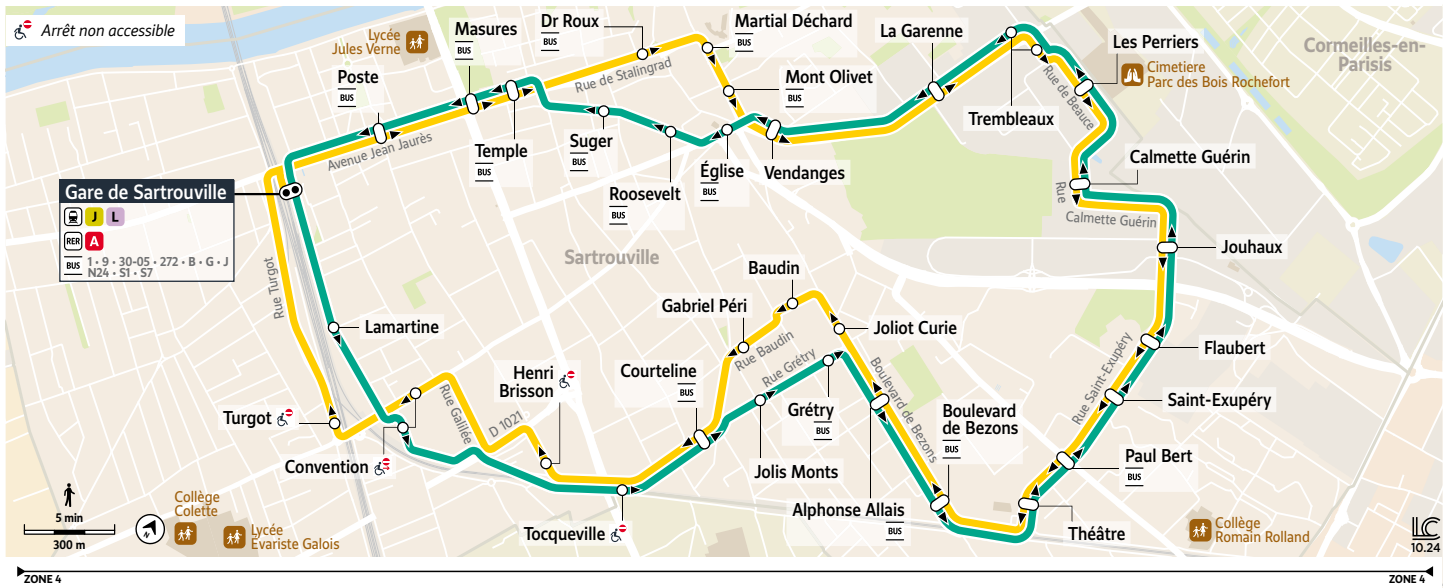 Arrêt non accessible
Lycée
Jules Verne
Masures
BUS
Dr Roux
BUS
Martial Déchard
BUS
La Garenne
Les Perriers
Cimetiere
Parc des Bois Rochefort
Cormeilles-en-
Parisis
Poste
BUS
Rue de Stalingrad
Mont Olivet
BUS
Rue de Beauce
Trembleaux
Avenue Jean Jaurès
Temple
BUS
Suger
BUS
Roosevelt
BUS
Église
BUS
Vendanges
Calmette Guérin
Rue
Calmette Guérin
Gare de Sartrouville
J L
RER A
BUS 1 • 9 • 30-05 • 272 • B • G • J
N24 • S1 • S7
Sartrouville
Jouhaux
Rue Turgot
Baudin
Gabriel Péri
Joliot Curie
Lamartine
Rue Baudin
Flaubert
Courteline
BUS
Rue Grétry
Henri
Brisson
Boulevard de Bezons
Rue Saint-Exupéry
Saint-Exupéry
Turgot
Rue Galilée
D 1021
Grétry
BUS
Boulevard
de Bezons
BUS
Convention
Jolis Monts
Paul Bert
BUS
5 min
300 m
Collège
Colette
Lycée
Évariste Galois
Tocqueville
Alphonse Allais
BUS
Théâtre
Collège
Romain Rolland
LC
10.24
ZONE 4
ZONE 4